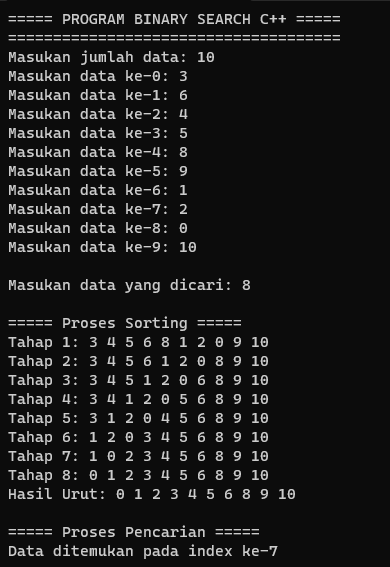 ===== PROGRAM BINARY SEARCH C++ =====
=====================================
Masukan jumlah data: 10
Masukan data ke-0: 3
Masukan data ke-1: 6
Masukan data ke-2: 4
Masukan data ke-3: 5
Masukan data ke-4: 8
Masukan data ke-5: 9
Masukan data ke-6: 1
Masukan data ke-7: 2
Masukan data ke-8: 0
Masukan data ke-9: 10
Masukan data yang dicari: 8
===== Proses Sorting =====
Tahap 1: 3 4 5 6 8 1 2 0 9 10
Tahap 2: 3 4 5 6 1 2 0 8 9 10
Tahap 3: 3 4 5 1 2 0 6 8 9 10
Tahap 4: 3 4 1 2 0 5 6 8 9 10
Tahap 5: 3 1 2 0 4 5 6 8 9 10
Tahap 6: 1 2 0 3 4 5 6 8 9 10
Tahap 7: 1 0 2 3 4 5 6 8 9 10
Tahap 8: 0 1 2 3 4 5 6 8 9 10
Hasil Urut: 0 1 2 3 4 5 6 8 9 10
===== Proses Pencarian =====
Data ditemukan pada index ke-7